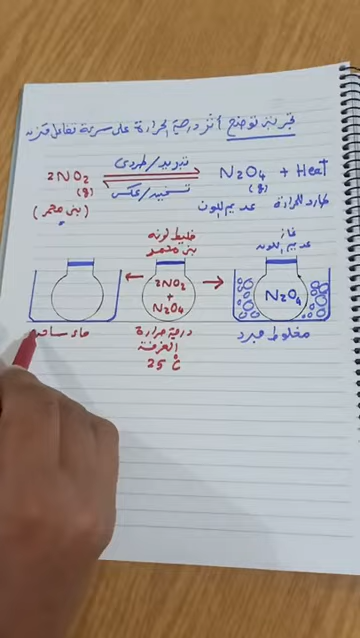 تجربة توضح أثر درجة الحرارة على سرعة تفاعل متزن
تبريد/طردي
2NO₂ ⇌ N₂O₄ + Heat
(g) (g)
تسخين/عكسي
(بني محمر) عديم اللون طارد للحرارة
خليط لونه
بني محمر
غاز
عديم اللون
2NO₂
+
N₂O₄
N₂O₄
ماء ساخن
درجة حرارة
الغرفة
25 °C
مخلوط مبرد